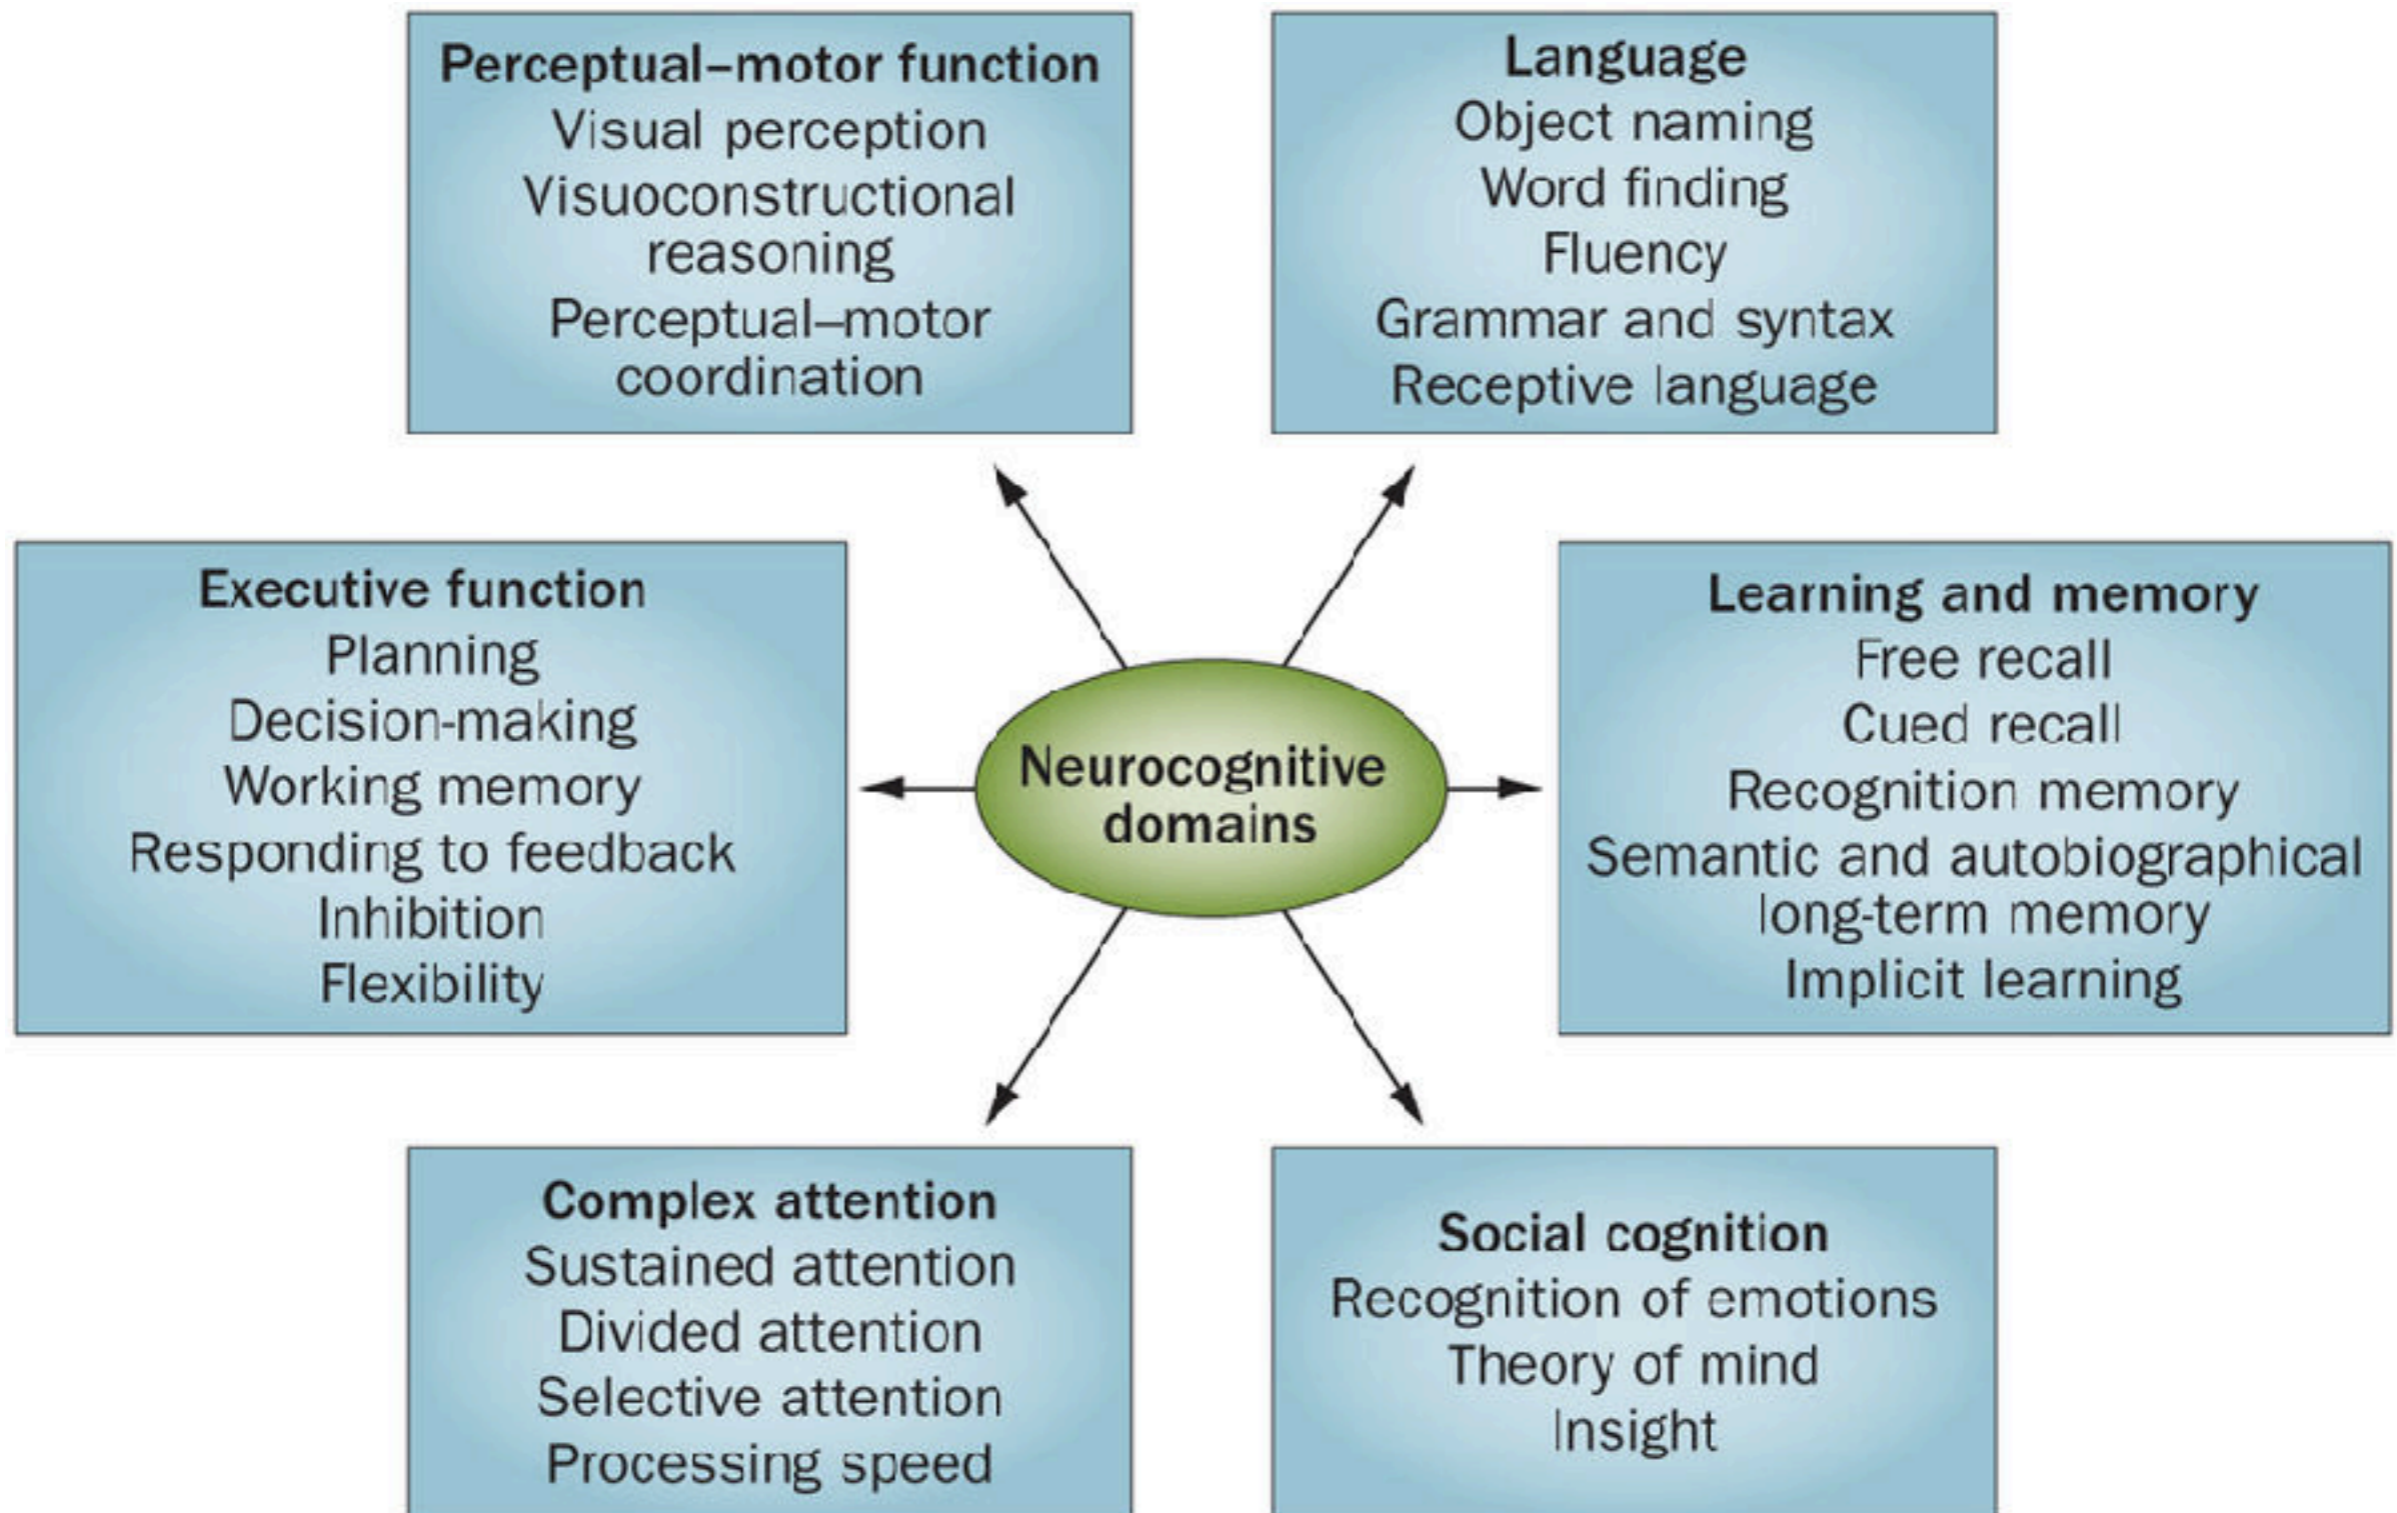 Perceptual–motor function
Visual perception
Visuoconstructional
reasoning
Perceptual–motor
coordination
Language
Object naming
Word finding
Fluency
Grammar and syntax
Receptive language
Executive function
Planning
Decision-making
Working memory
Responding to feedback
Inhibition
Flexibility
Neurocognitive
domains
Learning and memory
Free recall
Cued recall
Recognition memory
Semantic and autobiographical
long-term memory
Implicit learning
Complex attention
Sustained attention
Divided attention
Selective attention
Processing speed
Social cognition
Recognition of emotions
Theory of mind
Insight